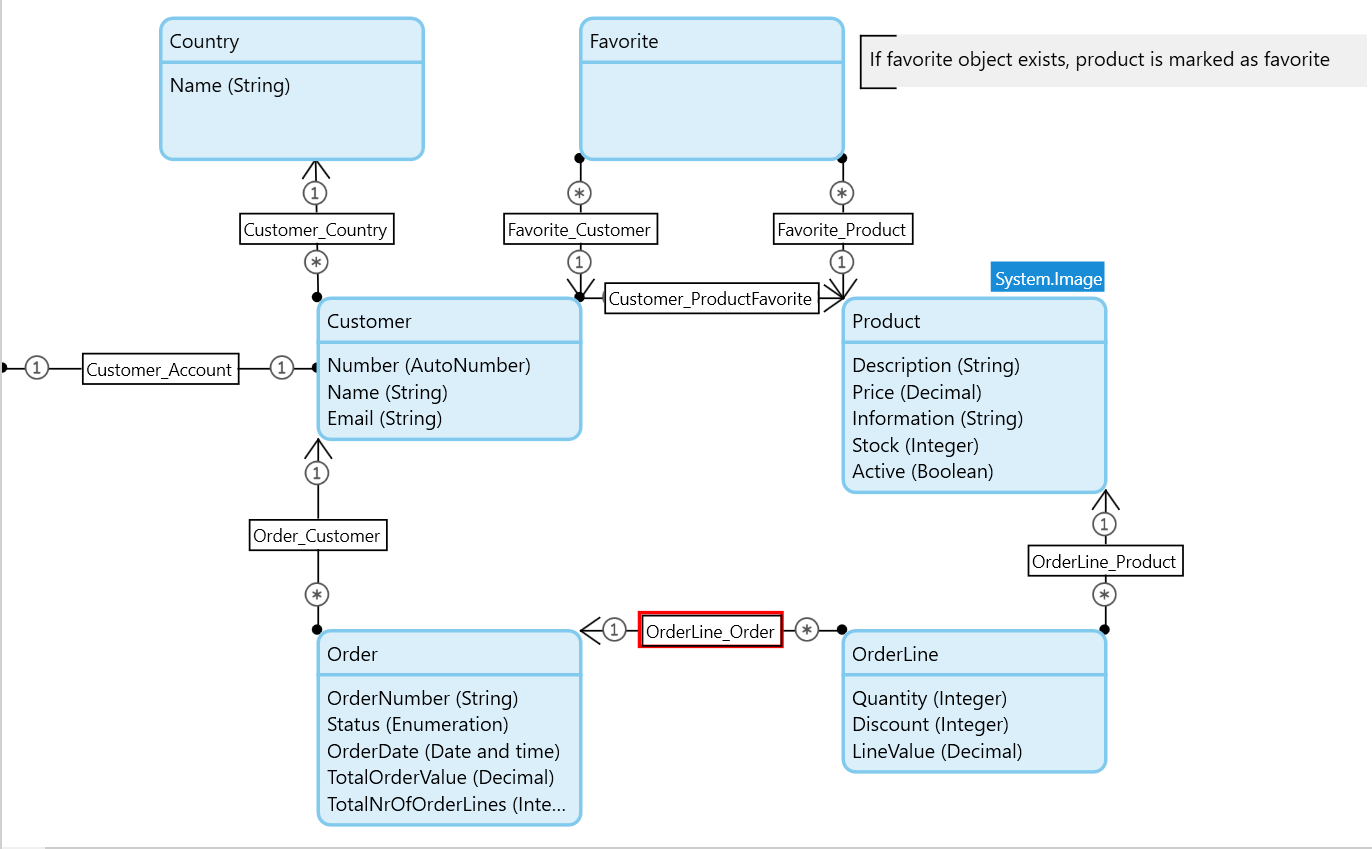 Country
Name (String)
Favorite
If favorite object exists, product is marked as favorite
1
*
*
Customer_Country
Favorite_Customer
Favorite_Product
*
1
1
System.Image
Customer_ProductFavorite
Customer
Number (AutoNumber)
Name (String)
Email (String)
Product
Description (String)
Price (Decimal)
Information (String)
Stock (Integer)
Active (Boolean)
1
Customer_Account
1
1
Order_Customer
*
1
OrderLine_Product
*
1
OrderLine_Order
*
Order
OrderNumber (String)
Status (Enumeration)
OrderDate (Date and time)
TotalOrderValue (Decimal)
TotalNrOfOrderLines (Inte...
OrderLine
Quantity (Integer)
Discount (Integer)
LineValue (Decimal)